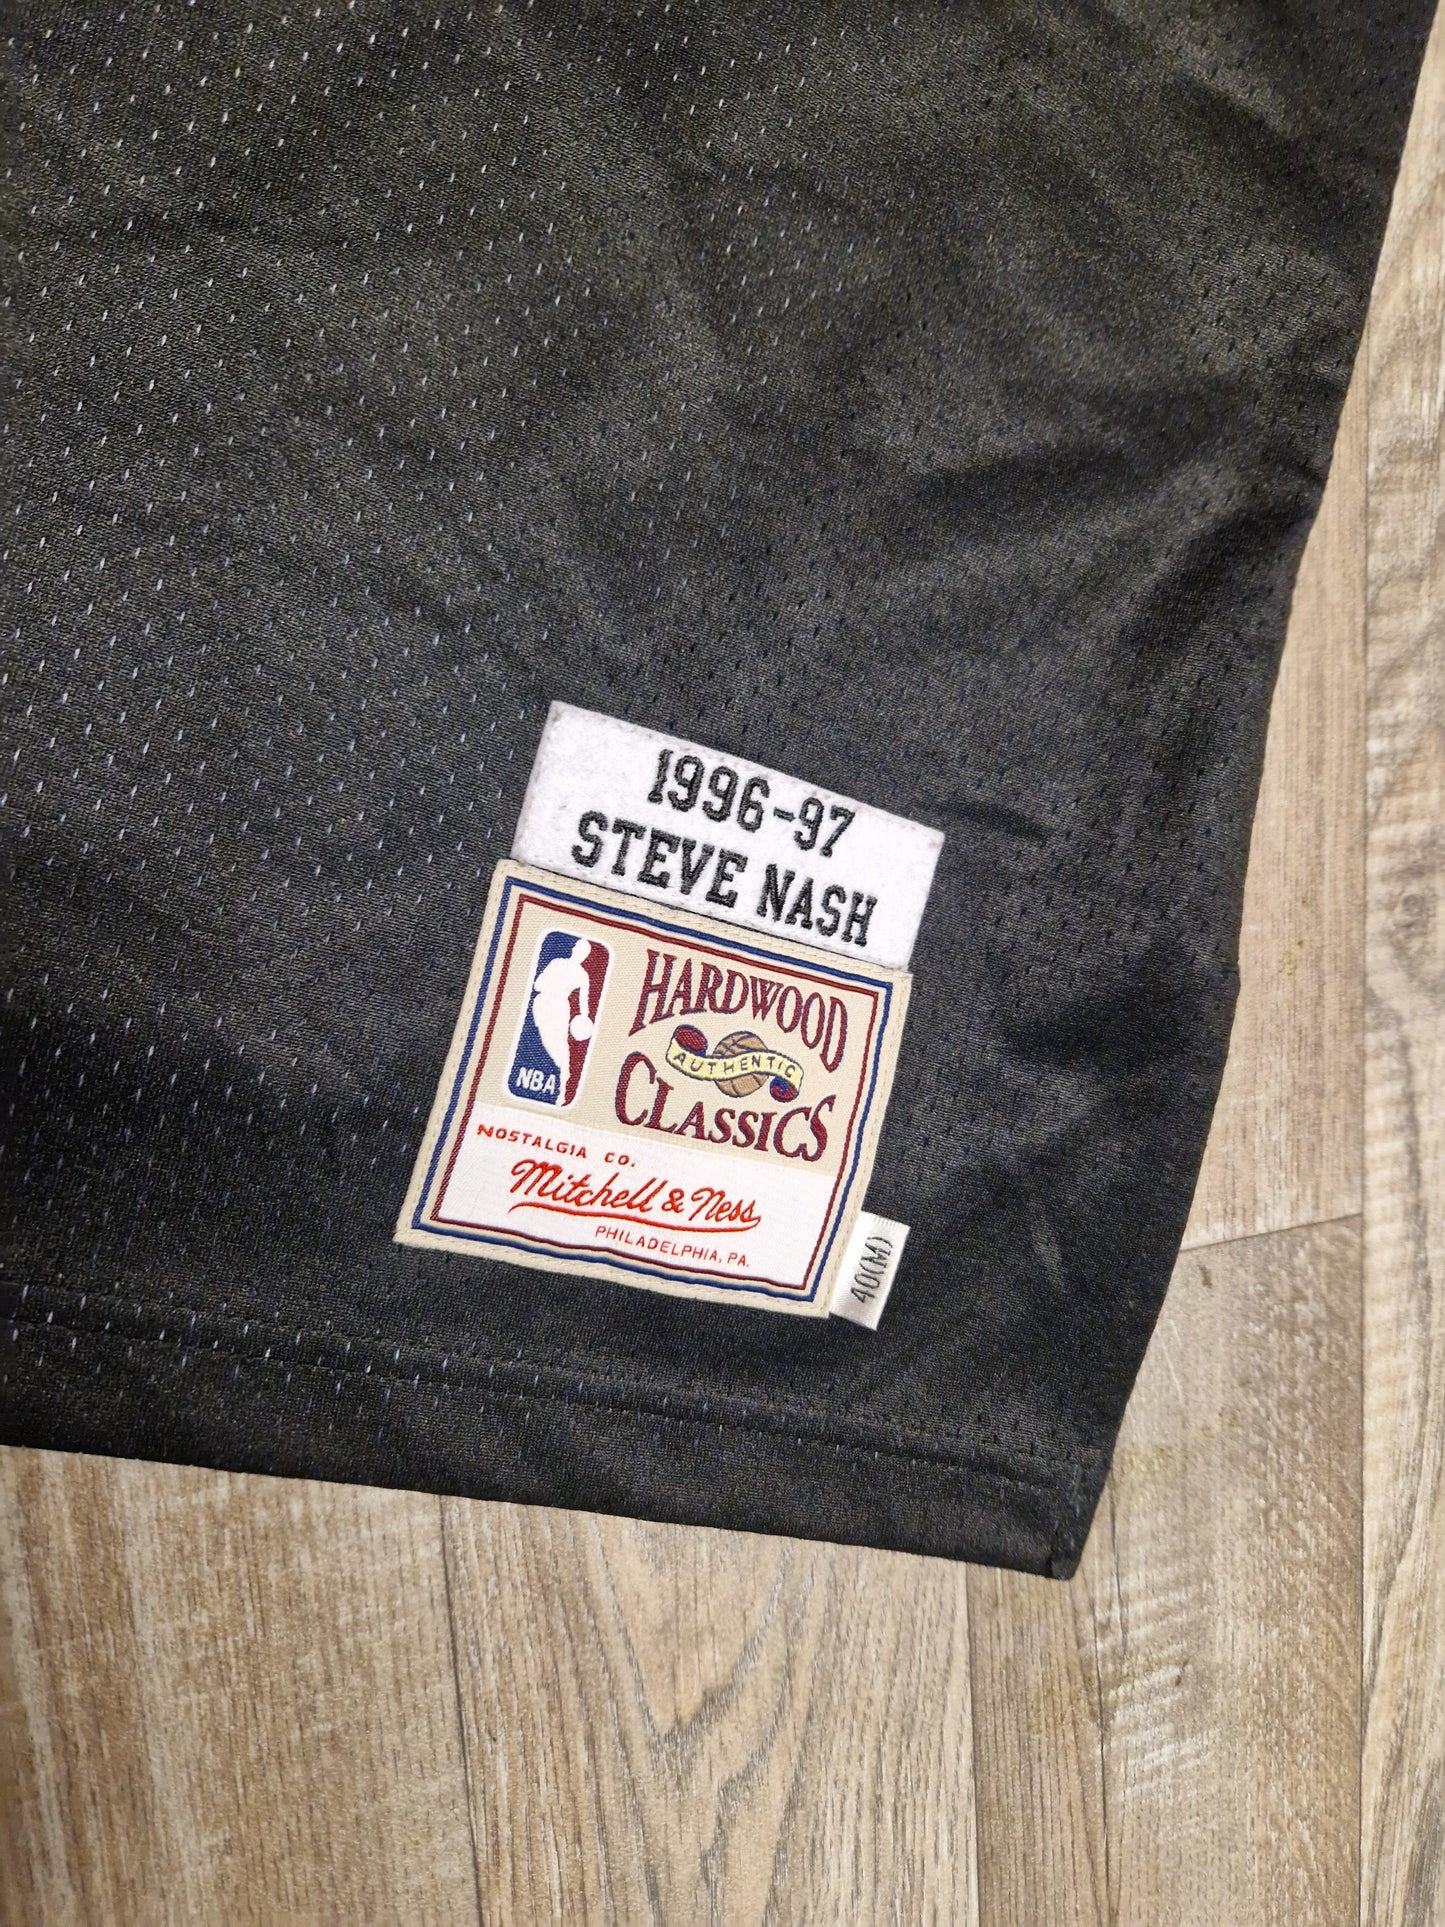 1996-97
STEVE NASH
HARDWOOD
AUTHENTIC
CLASSICS
NBA
NOSTALGIA CO.
Mitchell & Ness
PHILADELPHIA, PA.
40(M)